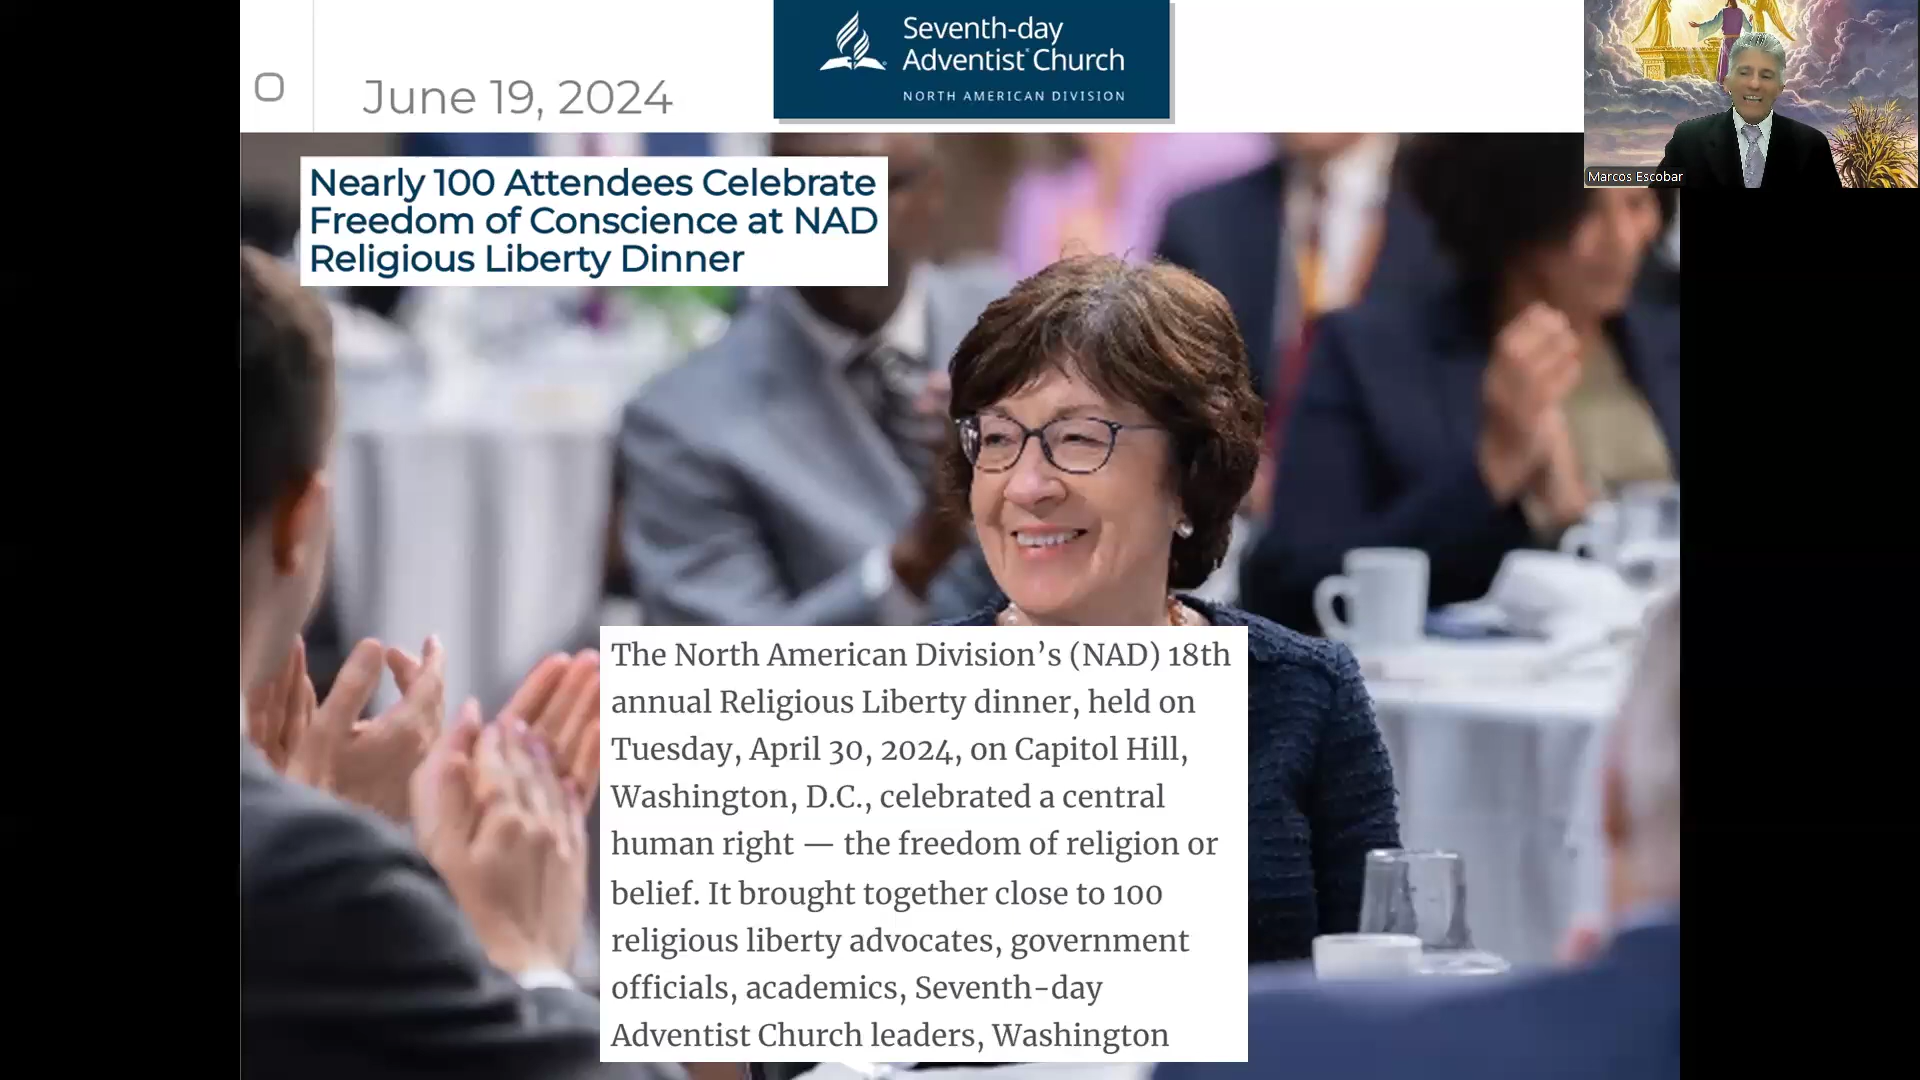 June 19, 2024
Seventh-day
Adventist Church
NORTH AMERICAN DIVISION
Marcos Escobar
Nearly 100 Attendees Celebrate
Freedom of Conscience at NAD
Religious Liberty Dinner
The North American Division’s (NAD) 18th
annual Religious Liberty dinner, held on
Tuesday, April 30, 2024, on Capitol Hill,
Washington, D.C., celebrated a central
human right — the freedom of religion or
belief. It brought together close to 100
religious liberty advocates, government
officials, academics, Seventh-day
Adventist Church leaders, Washington